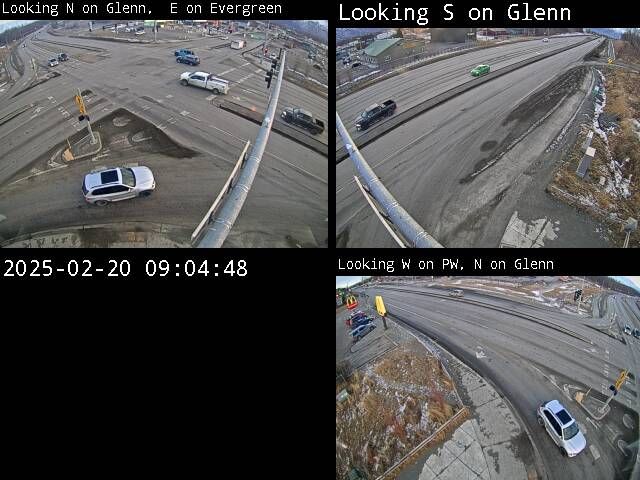 Looking N on Glenn,  E on Evergreen
Looking S on Glenn
2025-02-20 09:04:48
Looking W on PW, N on Glenn